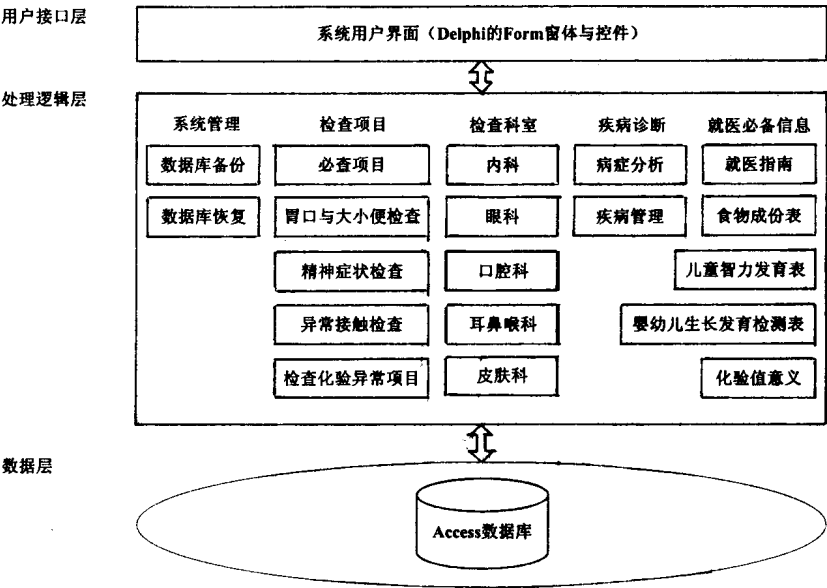 用户接口层
系统用户界面（Delphi的Form窗体与控件）
处理逻辑层
系统管理 检查项目 检查科室 疾病诊断 就医必备信息
数据库备份 必查项目 内科 病症分析 就医指南
数据库恢复 胃口与大小便检查 眼科 疾病管理 食物成份表
精神症状检查 口腔科 儿童智力发育表
异常接触检查 耳鼻喉科 婴幼儿生长发育检测表
检查化验异常项目 皮肤科 化验值意义
数据层
Access数据库